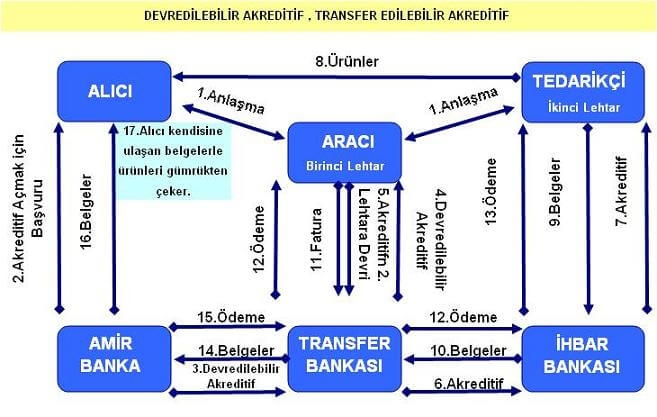 DEVREDİLEBİLİR AKREDİTİF , TRANSFER EDİLEBİLİR AKREDİTİF
8.Ürünler
ALICI
TEDARİKÇİ
İkinci Lehtar
1.Anlaşma
1.Anlaşma
ARACI
Birinci Lehtar
17.Alıcı kendisine
ulaşan belgelerle
ürünleri gümrükten
çeker.
2.Akreditif Açmak için
Başvuru
16.Belgeler
12.Ödeme
11.Fatura
5.Akreditifn 2.
Lehtara Devri
4.Devredilebilir
Akreditif
13.Ödeme
9.Belgeler
7.Akreditif
AMİR
BANKA
15.Ödeme
14.Belgeler
3.Devredilebilir
Akreditif
TRANSFER
BANKASI
12.Ödeme
10.Belgeler
6.Akreditif
İHBAR
BANKASI